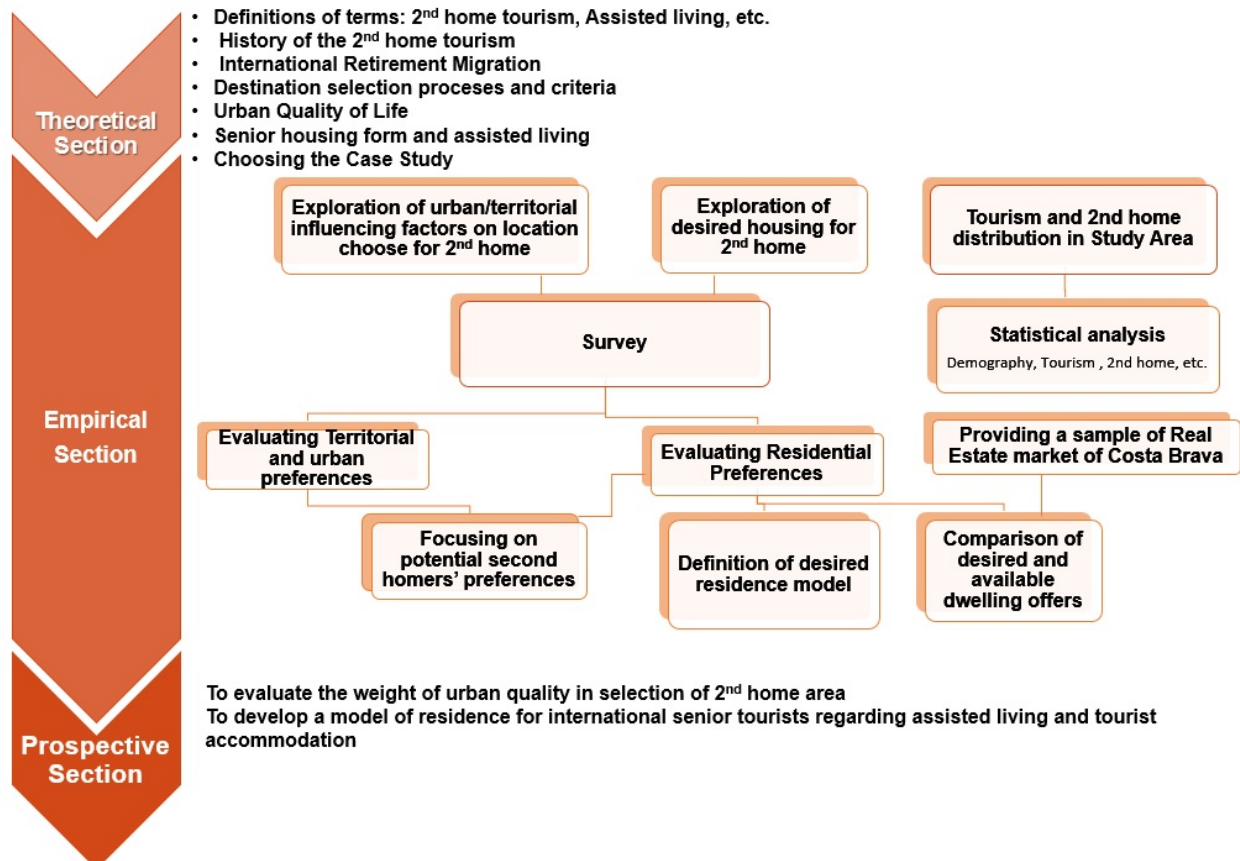 Theoretical
Section
• Definitions of terms: 2nd home tourism, Assisted living, etc.
• History of the 2nd home tourism
• International Retirement Migration
• Destination selection proceses and criteria
• Urban Quality of Life
• Senior housing form and assisted living
• Choosing the Case Study
Empirical
Section
Exploration of urban/territorial
influencing factors on location
choose for 2nd home
Exploration of
desired housing for
2nd home
Tourism and 2nd home
distribution in Study Area
Survey
Statistical analysis
Demography, Tourism , 2nd home, etc.
Evaluating Territorial
and urban
preferences
Evaluating Residential
Preferences
Providing a sample of Real
Estate market of Costa Brava
Focusing on
potential second
homers’ preferences
Definition of desired
residence model
Comparison of
desired and
available
dwelling offers
Prospective
Section
To evaluate the weight of urban quality in selection of 2nd home area
To develop a model of residence for international senior tourists regarding assisted living and tourist
accommodation